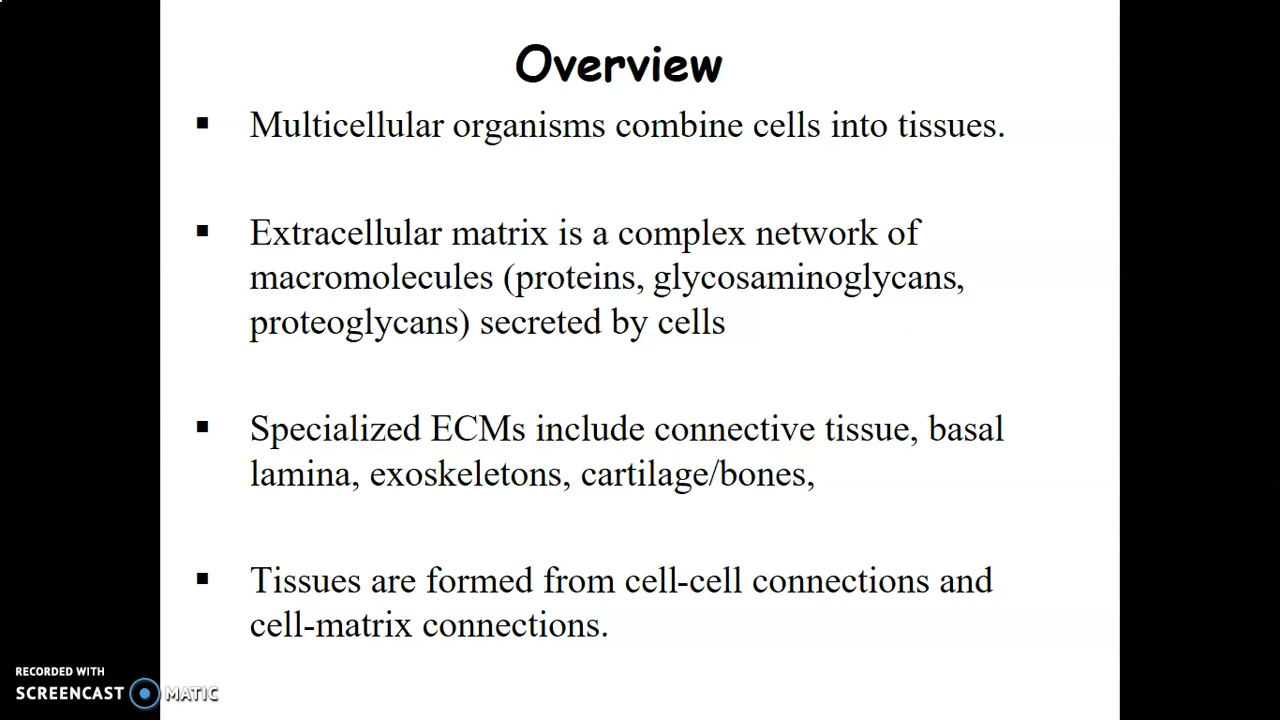 Overview
▪ Multicellular organisms combine cells into tissues.
▪ Extracellular matrix is a complex network of
macromolecules (proteins, glycosaminoglycans,
proteoglycans) secreted by cells
▪ Specialized ECMs include connective tissue, basal
lamina, exoskeletons, cartilage/bones,
▪ Tissues are formed from cell-cell connections and
cell-matrix connections.
RECORDED WITH
SCREENCAST MATIC